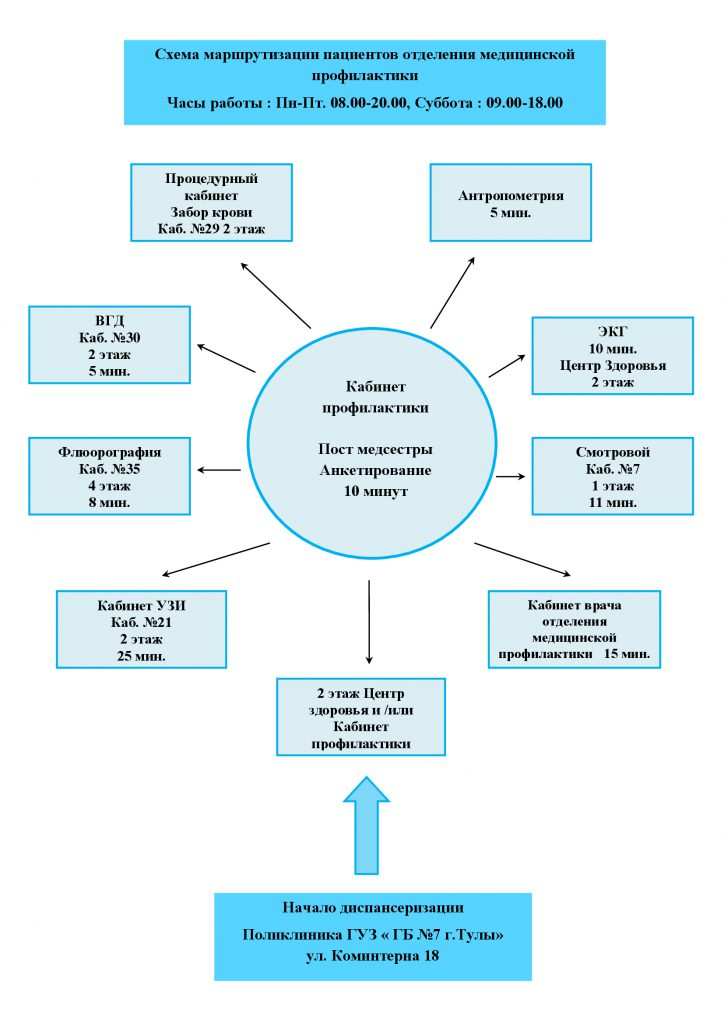 Схема маршрутизации пациентов отделения медицинской
профилактики
Часы работы : Пн-Пт. 08.00-20.00, Суббота : 09.00-18.00
Процедурный
кабинет
Забор крови
Каб. №29 2 этаж
Антропометрия
5 мин.
ВГД
Каб. №30
2 этаж
5 мин.
ЭКГ
10 мин.
Центр Здоровья
2 этаж
Кабинет
профилактики
Пост медсестры
Анкетирование
10 минут
Флюорография
Каб. №35
4 этаж
8 мин.
Смотровой
Каб. №7
1 этаж
11 мин.
Кабинет УЗИ
Каб. №21
2 этаж
25 мин.
Кабинет врача
отделения
медицинской
профилактики 15 мин.
2 этаж Центр
здоровья и /или
Кабинет
профилактики
Начало диспансеризации
Поликлиника ГУЗ « ГБ №7 г.Тулы»
ул. Коминтерна 18